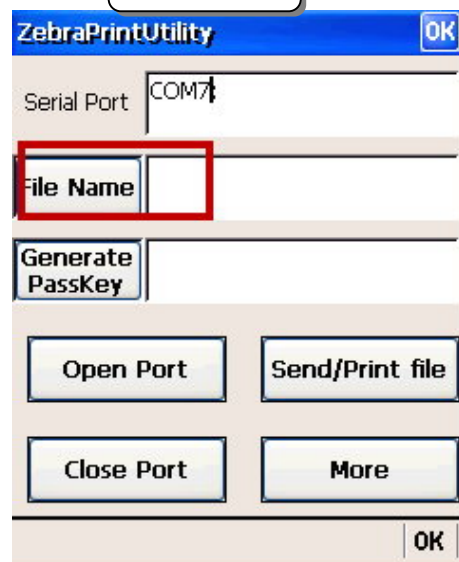 ZebraPrintUtility OK
Serial Port COM7:
File Name
Generate
PassKey
Open Port Send/Print file
Close Port More
OK